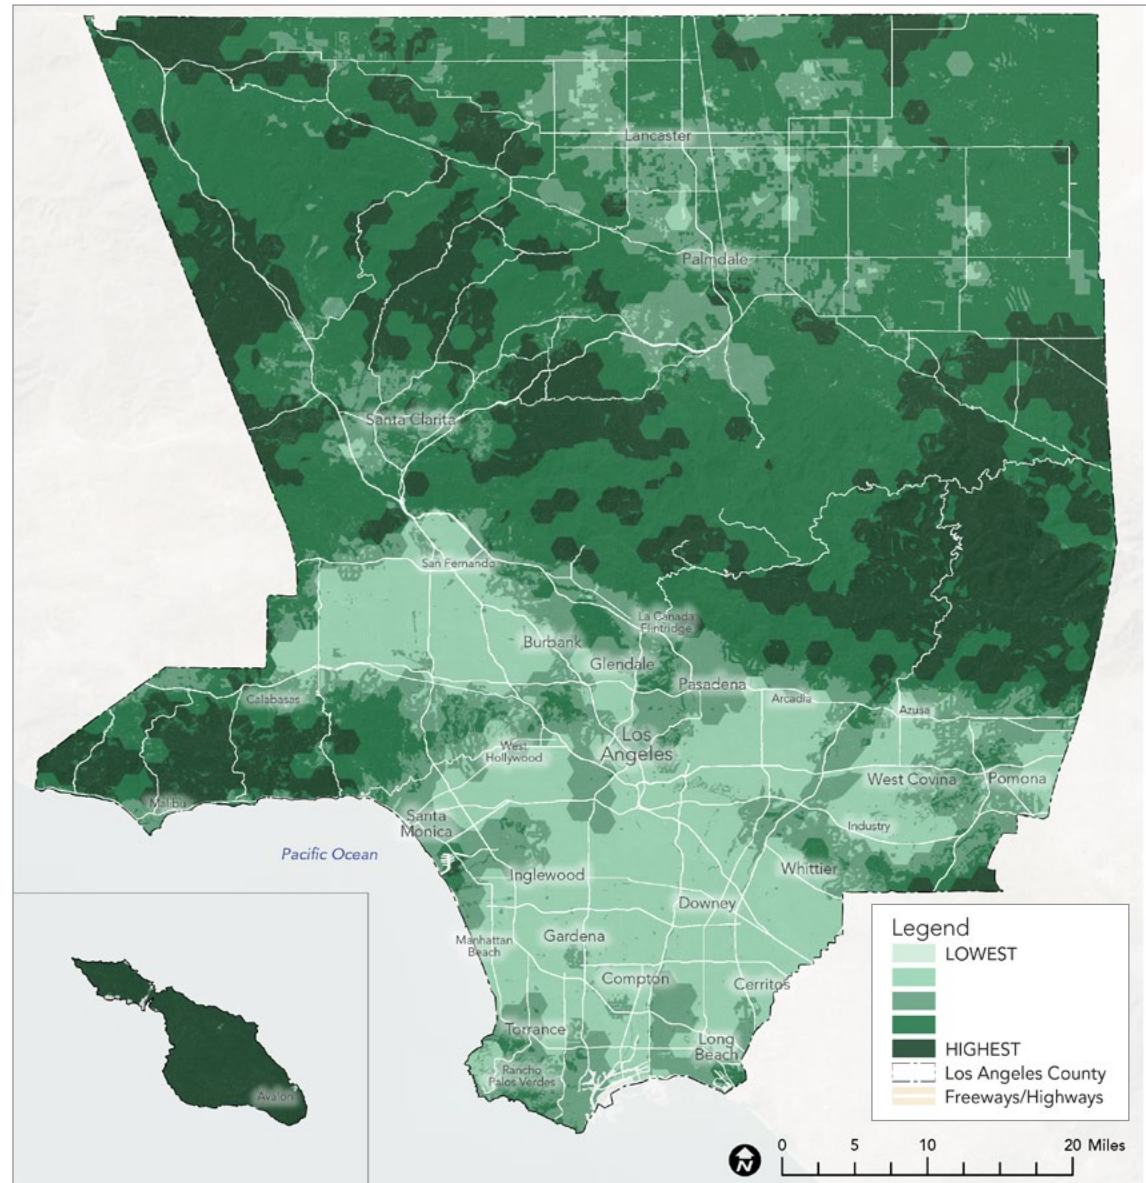 Lancaster
Palmdale
Santa Clarita
San Fernando
La Canada
Flintridge
Burbank
Glendale
Pasadena
Arcadia
Azusa
Calabasas
Los
Angeles
West
Hollywood
West Covina
Pomona
Malibu
Santa
Monica
Industry
Pacific Ocean
Whittier
Inglewood
Downey
Gardena
Manhattan
Beach
Compton
Cerritos
Torrance
Long
Beach
Rancho
Palos Verdes
Avalon
Legend
LOWEST
HIGHEST
Los Angeles County
Freeways/Highways
N
0 5 10 20 Miles